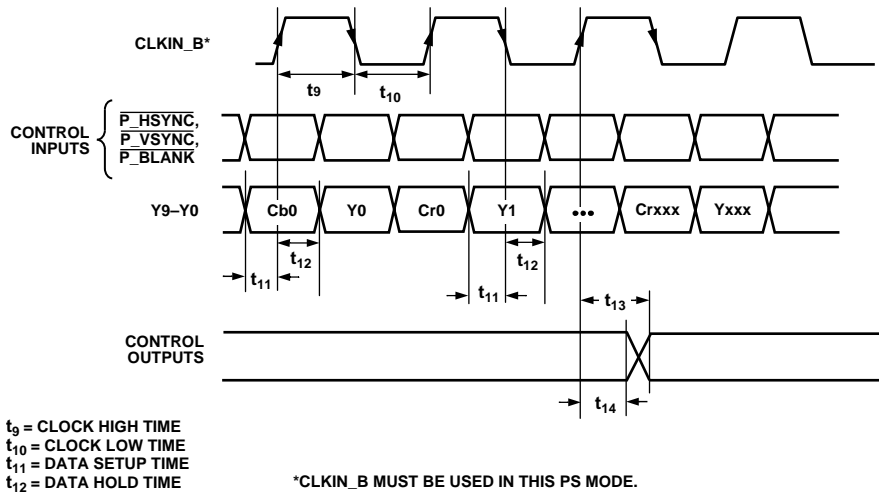 CLKIN_B*
t9
t10
CONTROL
INPUTS
P_HSYNC,
P_VSYNC,
P_BLANK
Y9–Y0
Cb0
Y0
Cr0
Y1
•••
Crxxx
Yxxx
t12
t12
t11
t11
t13
CONTROL
OUTPUTS
t14
t9 = CLOCK HIGH TIME
t10 = CLOCK LOW TIME
t11 = DATA SETUP TIME
t12 = DATA HOLD TIME
*CLKIN_B MUST BE USED IN THIS PS MODE.